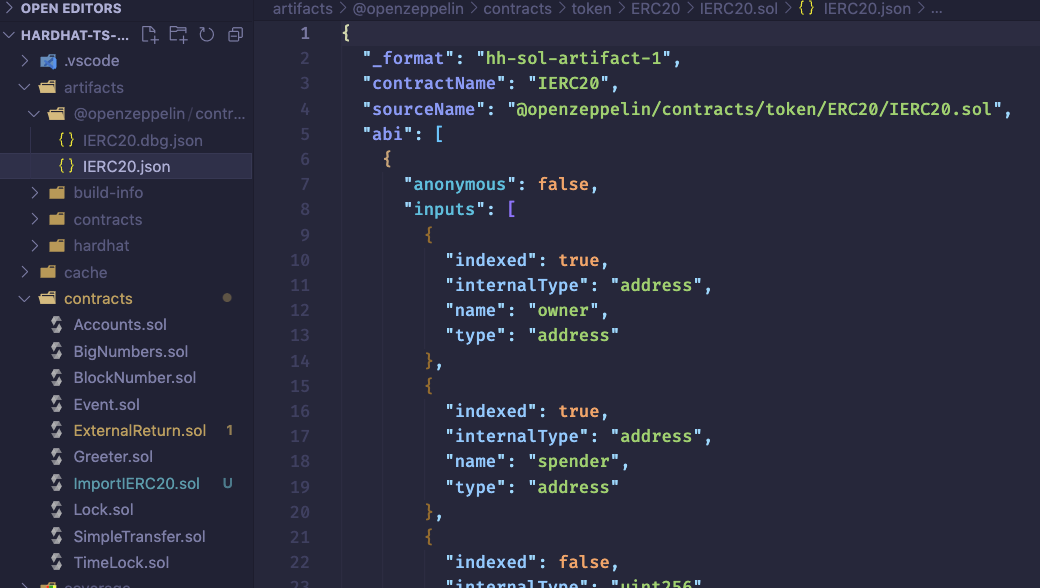 OPEN EDITORS
HARDHAT-TS-...
.vscode
artifacts
@openzeppelin/contr...
IERC20.dbg.json
IERC20.json
build-info
contracts
hardhat
cache
contracts
Accounts.sol
BigNumbers.sol
BlockNumber.sol
Event.sol
ExternalReturn.sol 1
Greeter.sol
ImportIERC20.sol U
Lock.sol
SimpleTransfer.sol
TimeLock.sol
coverage
artifacts > @openzeppelin > contracts > token > ERC20 > IERC20.sol > {} IERC20.json > ...
1 {
2 "_format": "hh-sol-artifact-1",
3 "contractName": "IERC20",
4 "sourceName": "@openzeppelin/contracts/token/ERC20/IERC20.sol",
5 "abi": [
6 {
7 "anonymous": false,
8 "inputs": [
9 {
10 "indexed": true,
11 "internalType": "address",
12 "name": "owner",
13 "type": "address"
14 },
15 {
16 "indexed": true,
17 "internalType": "address",
18 "name": "spender",
19 "type": "address"
20 },
21 {
22 "indexed": false,
23 "internalType": "uint256"